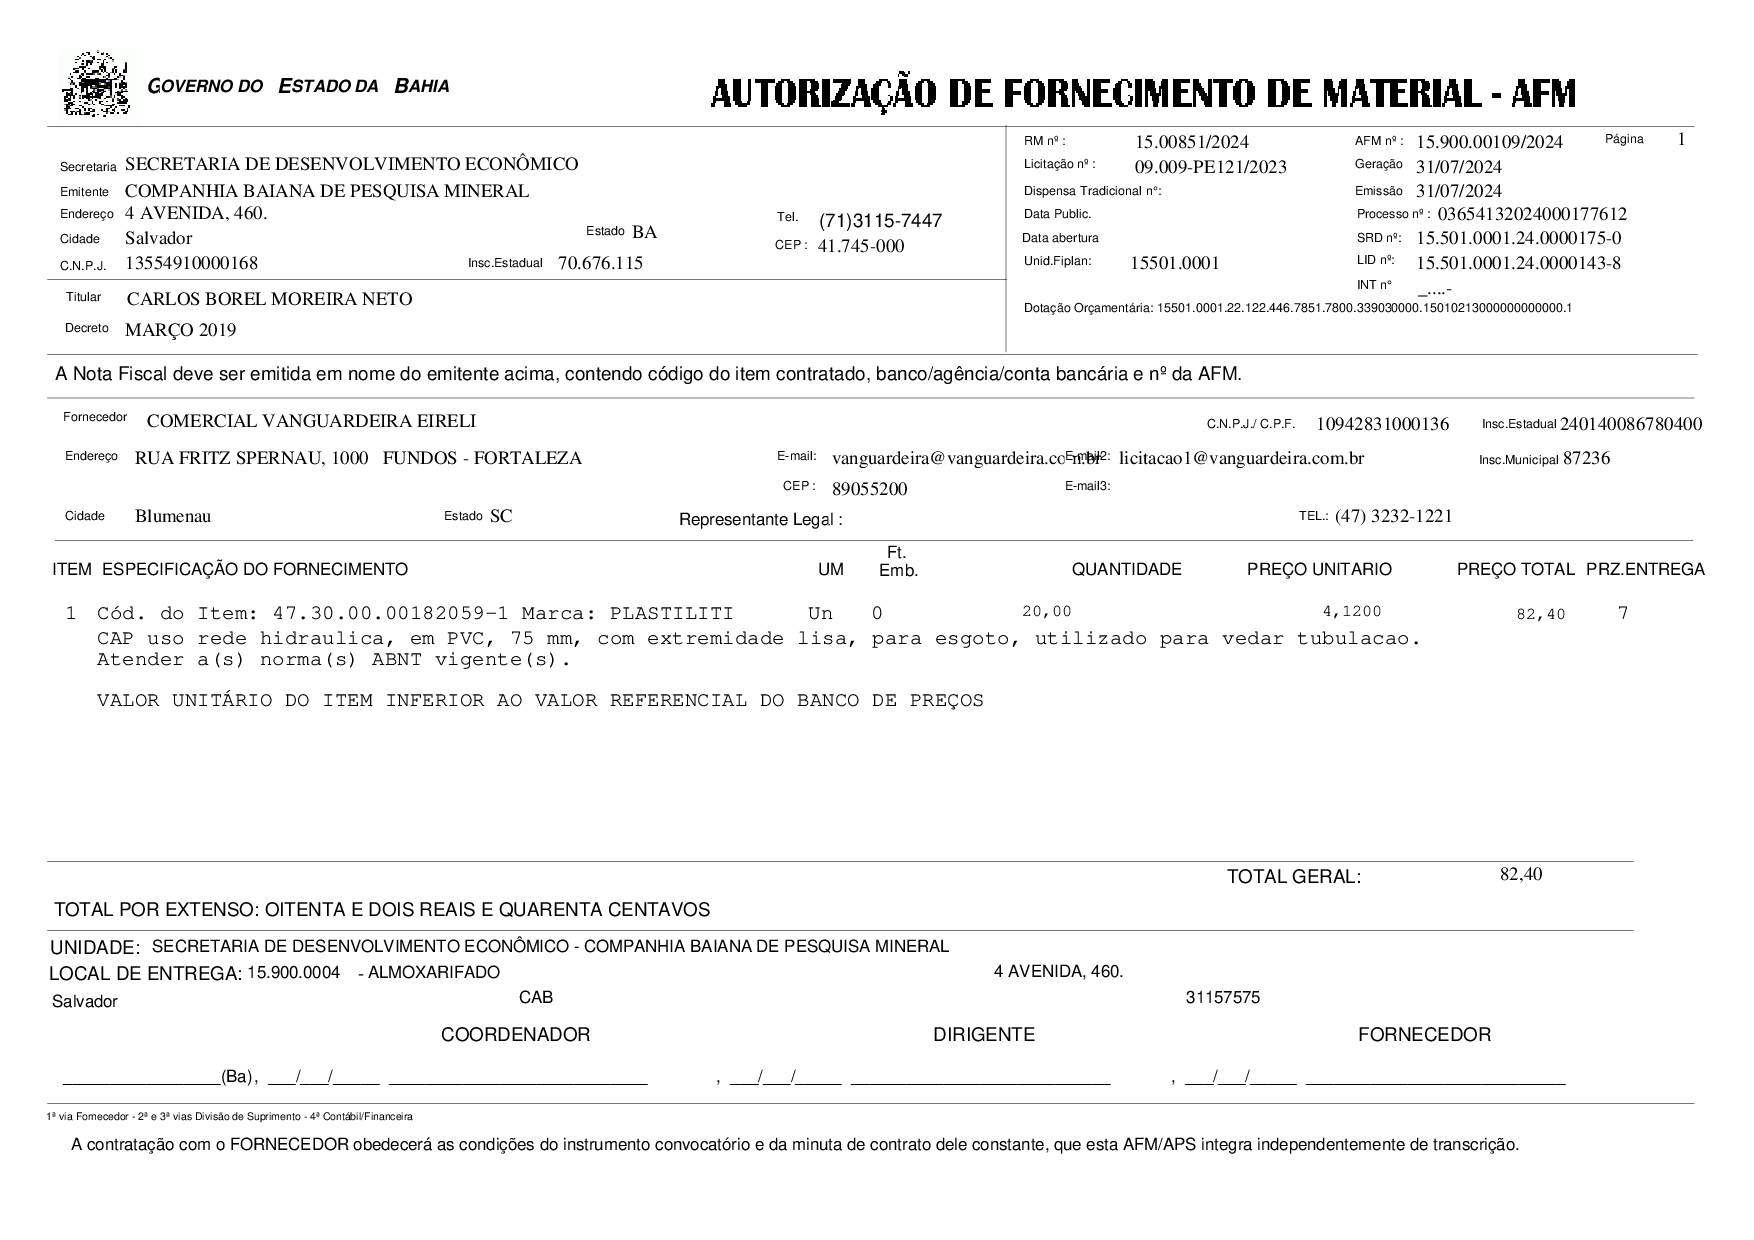 GOVERNO DO ESTADO DA BAHIA
AUTORIZAÇÃO DE FORNECIMENTO DE MATERIAL - AFM
RM nº : 15.00851/2024 AFM nº : 15.900.00109/2024 Página 1
Secretaria SECRETARIA DE DESENVOLVIMENTO ECONÔMICO
Licitação nº : 09.009-PE121/2023 Geração 31/07/2024
Emitente COMPANHIA BAIANA DE PESQUISA MINERAL
Dispensa Tradicional n°: Emissão 31/07/2024
Endereço 4 AVENIDA, 460. Tel. (71)3115-7447
Data Public. Processo nº : 03654132024000177612
Cidade Salvador Estado BA CEP : 41.745-000
Data abertura SRD nº: 15.501.0001.24.0000175-0
C.N.P.J. 13554910000168 Insc.Estadual 70.676.115
Unid.Fiplan: 15501.0001 LID nº: 15.501.0001.24.0000143-8
INT n° _....-
Titular CARLOS BOREL MOREIRA NETO
Dotação Orçamentária: 15501.0001.22.122.446.7851.7800.339030000.15010213000000000000.1
Decreto MARÇO 2019
A Nota Fiscal deve ser emitida em nome do emitente acima, contendo código do item contratado, banco/agência/conta bancária e nº da AFM.
Fornecedor COMERCIAL VANGUARDEIRA EIRELI C.N.P.J./ C.P.F. 10942831000136 Insc.Estadual 240140086780400
Endereço RUA FRITZ SPERNAU, 1000 FUNDOS - FORTALEZA E-mail: vanguardeira@vanguardeira.com.br E-mail2: licitacao1@vanguardeira.com.br Insc.Municipal 87236
CEP : 89055200 E-mail3:
Cidade Blumenau Estado SC Representante Legal : TEL.: (47) 3232-1221
ITEM ESPECIFICAÇÃO DO FORNECIMENTO UM Ft. Emb. QUANTIDADE PREÇO UNITARIO PREÇO TOTAL PRZ.ENTREGA
1 Cód. do Item: 47.30.00.00182059-1 Marca: PLASTILITI Un 0 20,00 4,1200 82,40 7
CAP uso rede hidraulica, em PVC, 75 mm, com extremidade lisa, para esgoto, utilizado para vedar tubulacao.
Atender a(s) norma(s) ABNT vigente(s).
VALOR UNITÁRIO DO ITEM INFERIOR AO VALOR REFERENCIAL DO BANCO DE PREÇOS
TOTAL GERAL: 82,40
TOTAL POR EXTENSO: OITENTA E DOIS REAIS E QUARENTA CENTAVOS
UNIDADE: SECRETARIA DE DESENVOLVIMENTO ECONÔMICO - COMPANHIA BAIANA DE PESQUISA MINERAL
LOCAL DE ENTREGA: 15.900.0004 - ALMOXARIFADO 4 AVENIDA, 460.
Salvador CAB 31157575
COORDENADOR DIRIGENTE FORNECEDOR
_________________(Ba), ___/___/_____ ____________________________ , ___/___/_____ ____________________________ , ___/___/_____ ____________________________
1ª via Fornecedor - 2ª e 3ª vias Divisão de Suprimento - 4ª Contábil/Financeira
A contratação com o FORNECEDOR obedecerá as condições do instrumento convocatório e da minuta de contrato dele constante, que esta AFM/APS integra independentemente de transcrição.